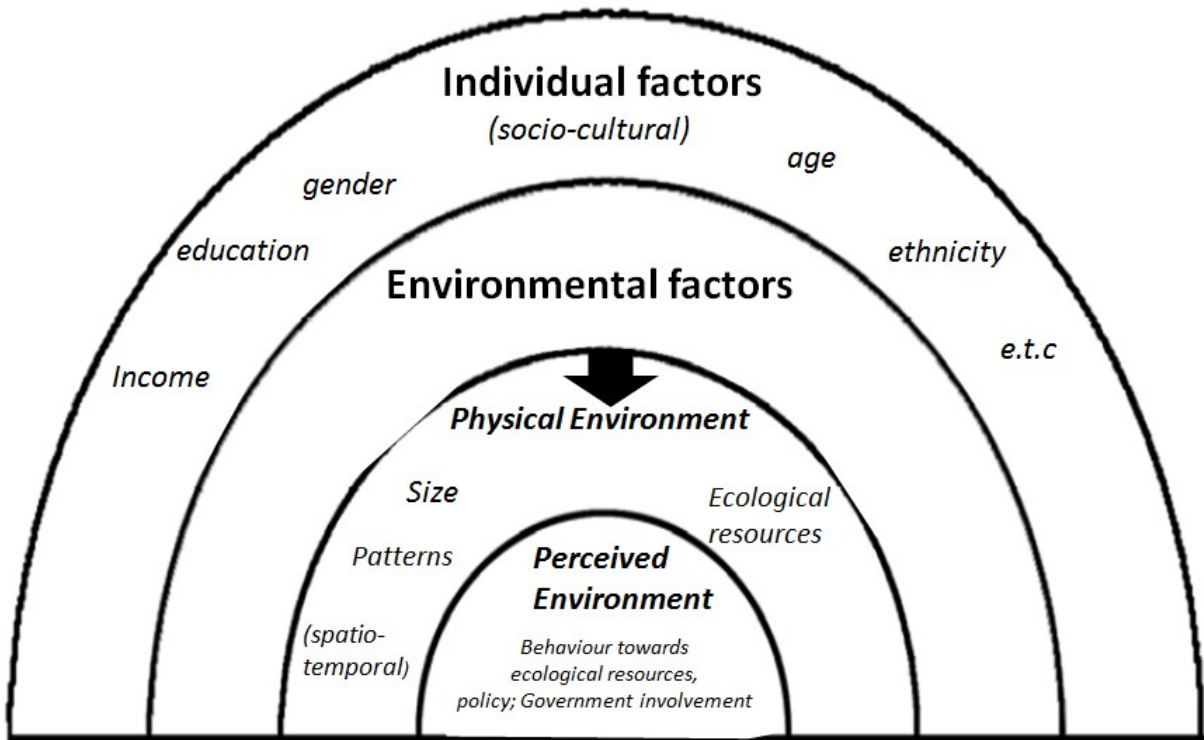 Individual factors
(socio-cultural)
age
gender
education
ethnicity
Environmental factors
e.t.c
Income
Physical Environment
Size
Ecological
resources
Patterns
Perceived
Environment
(spatio-
temporal)
Behaviour towards
ecological resources,
policy; Government involvement